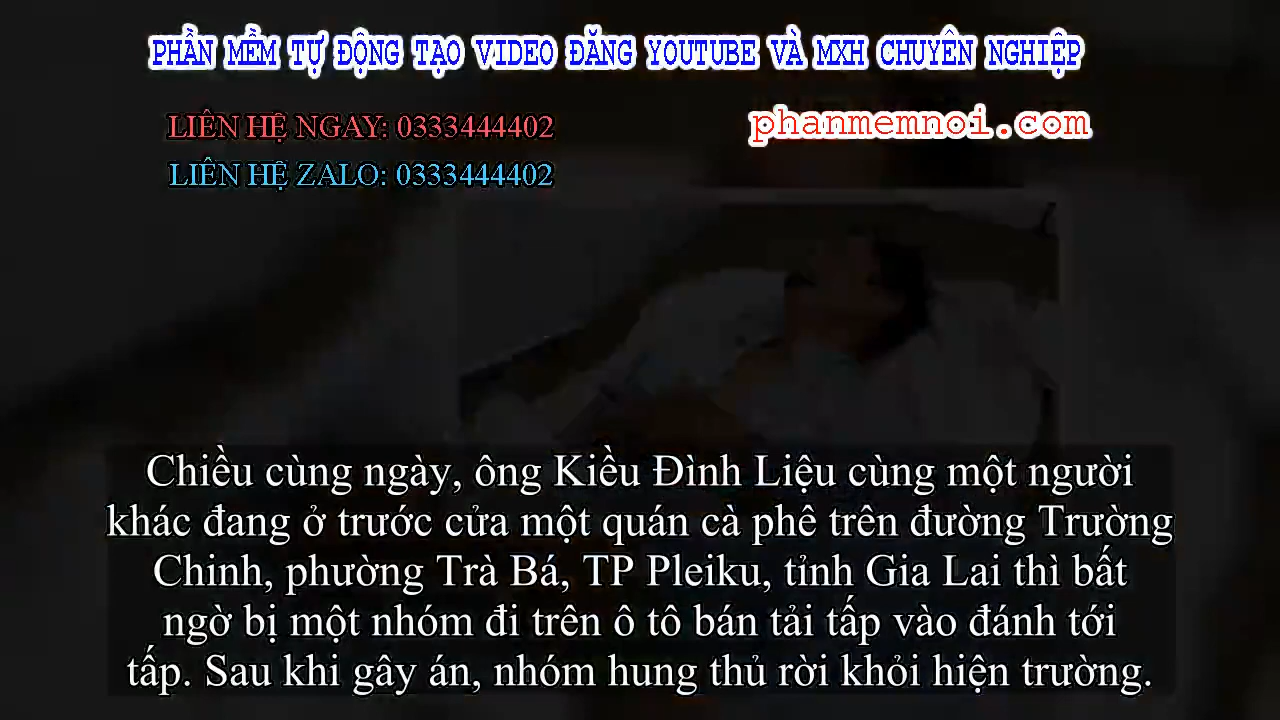 PHẦN MỀM TỰ ĐỘNG TẠO VIDEO ĐĂNG YOUTUBE VÀ MXH CHUYÊN NGHIỆP
LIÊN HỆ NGAY: 0333444402
phanmemnoi.com
LIÊN HỆ ZALO: 0333444402
Chiều cùng ngày, ông Kiều Đình Liệu cùng một người
khác đang ở trước cửa một quán cà phê trên đường Trường
Chinh, phường Trà Bá, TP Pleiku, tỉnh Gia Lai thì bất
ngờ bị một nhóm đi trên ô tô bán tải tấp vào đánh tới
tấp. Sau khi gây án, nhóm hung thủ rời khỏi hiện trường.